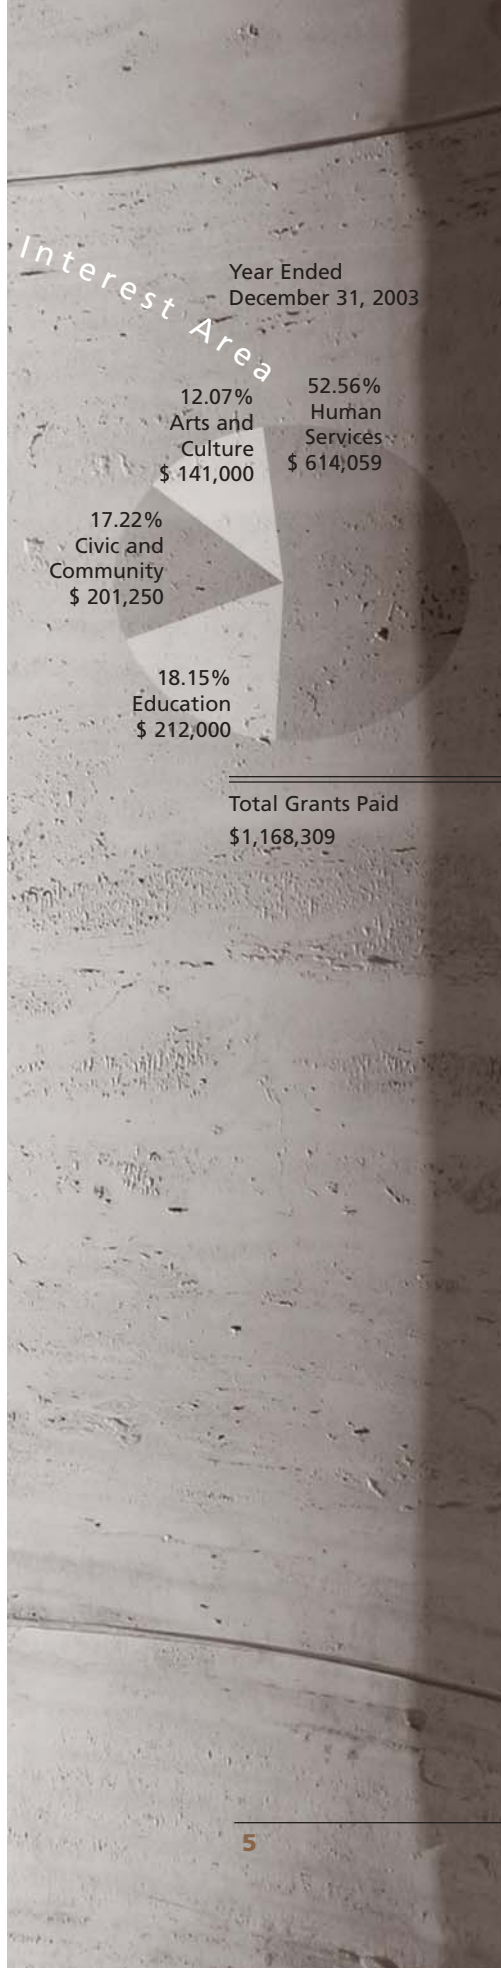 Interest Area
Year Ended
December 31, 2003
52.56%
Human
Services
$ 614,059
12.07%
Arts and
Culture
$ 141,000
17.22%
Civic and
Community
$ 201,250
18.15%
Education
$ 212,000
Total Grants Paid
$1,168,309
5